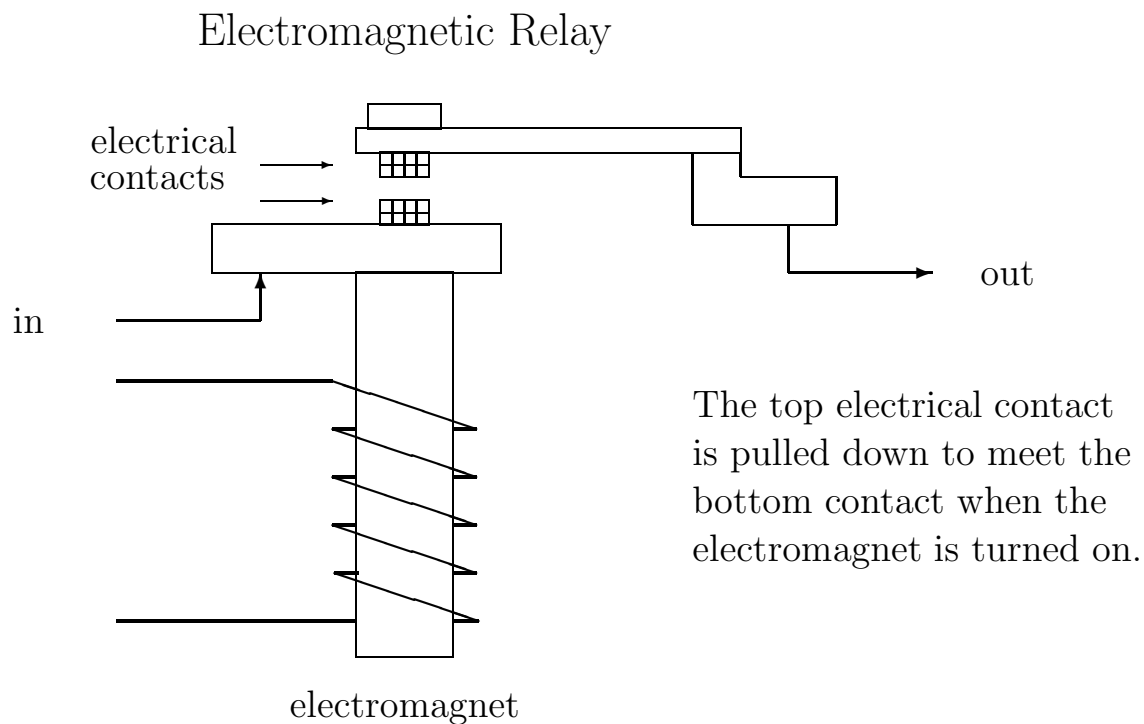 Electromagnetic Relay
electrical
contacts
in
out
The top electrical contact
is pulled down to meet the
bottom contact when the
electromagnet is turned on.
electromagnet